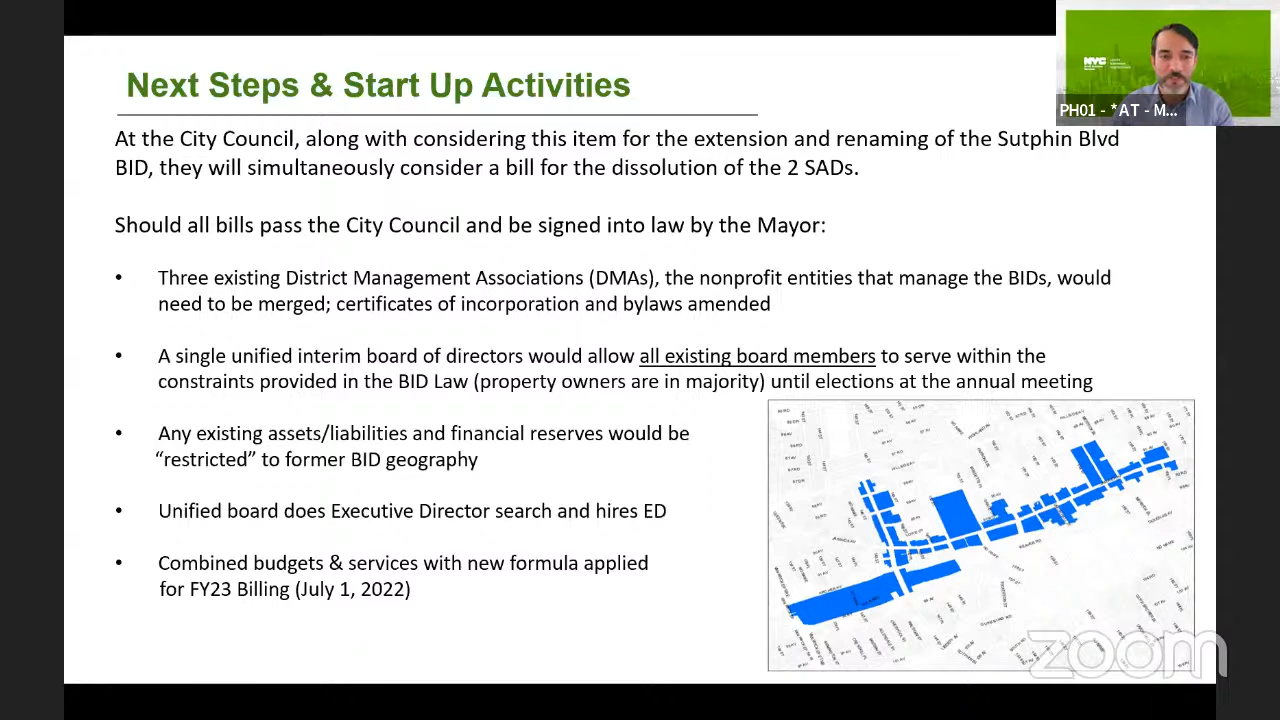 Next Steps & Start Up Activities
At the City Council, along with considering this item for the extension and renaming of the Sutphin Blvd
BID, they will simultaneously consider a bill for the dissolution of the 2 SADs.
Should all bills pass the City Council and be signed into law by the Mayor:
• Three existing District Management Associations (DMAs), the nonprofit entities that manage the BIDs, would
need to be merged; certificates of incorporation and bylaws amended
• A single unified interim board of directors would allow all existing board members to serve within the
constraints provided in the BID Law (property owners are in majority) until elections at the annual meeting
• Any existing assets/liabilities and financial reserves would be
“restricted” to former BID geography
• Unified board does Executive Director search and hires ED
• Combined budgets & services with new formula applied
for FY23 Billing (July 1, 2022)
NYC
PH01 - *AT - M...
zoom